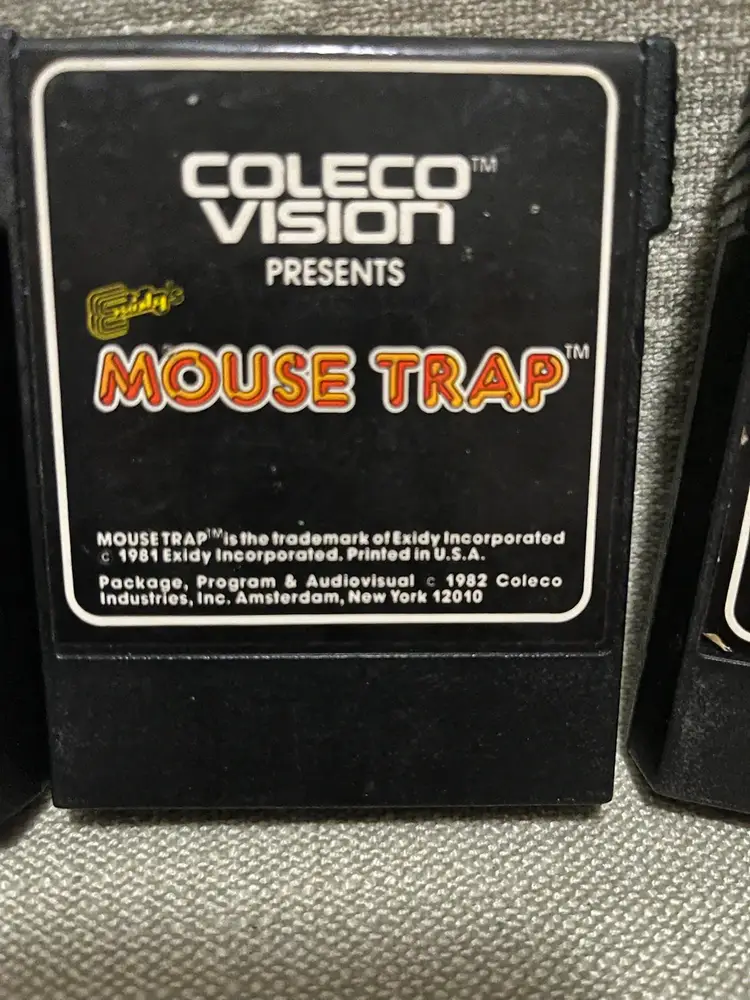 COLECO™
VISION
PRESENTS
Exidy's
MOUSE TRAP™
MOUSE TRAP™ is the trademark of Exidy Incorporated
c 1981 Exidy Incorporated. Printed in U.S.A.
Package, Program & Audiovisual c 1982 Coleco
Industries, Inc. Amsterdam, New York 12010